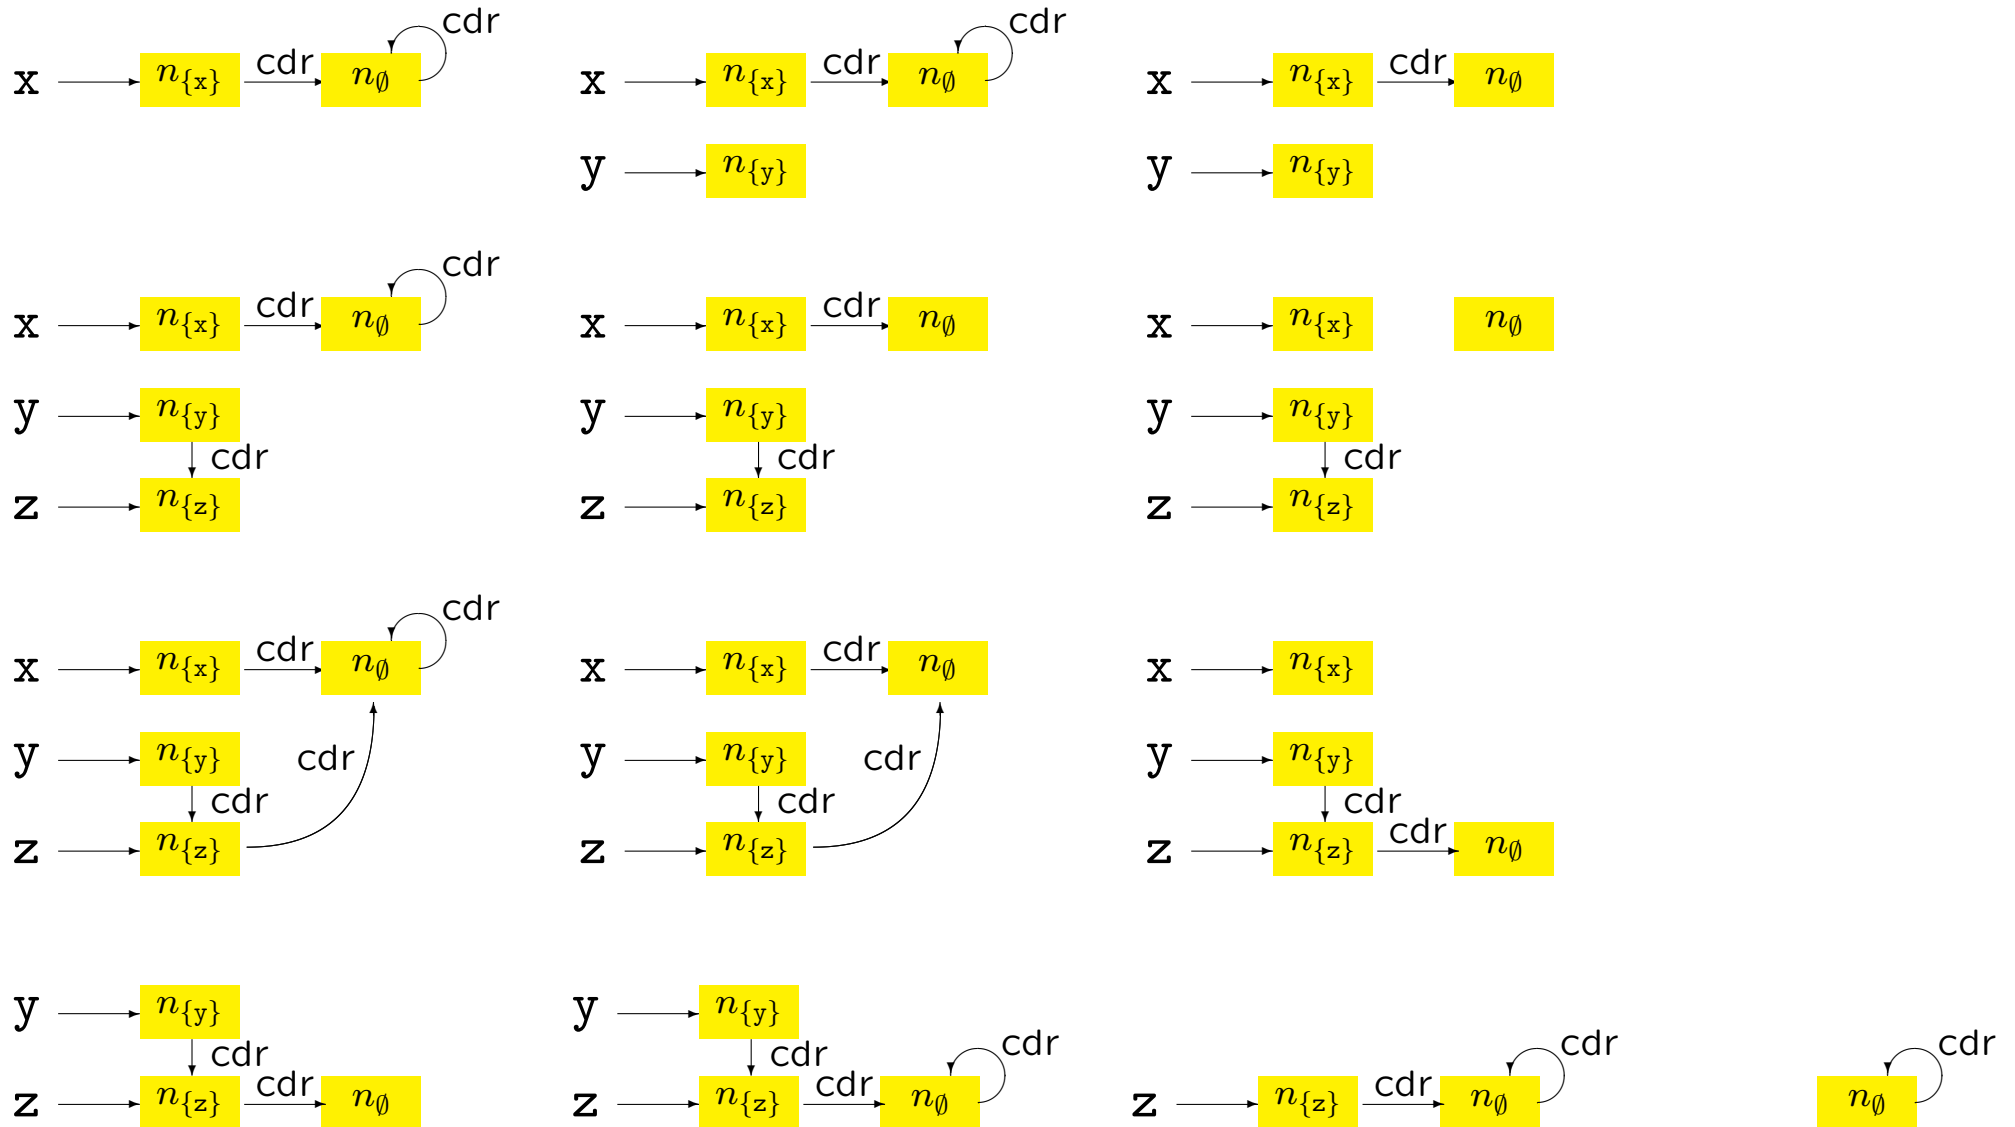 cdr cdr
x n{x} cdr n∅ x n{x} cdr n∅ x n{x} cdr n∅
y n{y} y n{y}
cdr
x n{x} cdr n∅ x n{x} cdr n∅ x n{x} n∅
y n{y} y n{y} y n{y}
cdr cdr cdr
z n{z} z n{z} z n{z}
cdr
x n{x} cdr n∅ x n{x} cdr n∅ x n{x}
y n{y} cdr y n{y} cdr y n{y}
cdr cdr cdr
z n{z} z n{z} z n{z} cdr n∅
y n{y} y n{y}
cdr cdr cdr cdr cdr
z n{z} cdr n∅ z n{z} cdr n∅ z n{z} cdr n∅ n∅